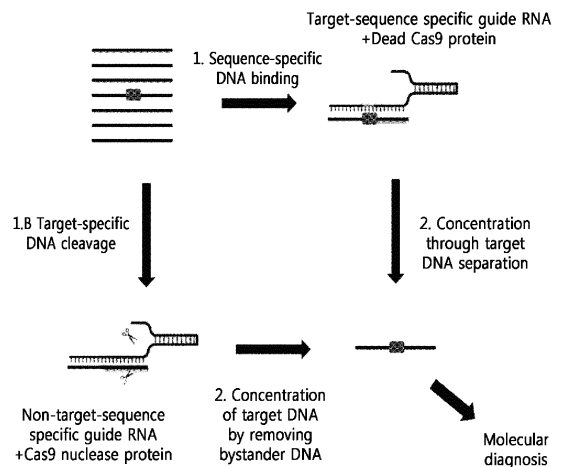 Target-sequence specific guide RNA
+Dead Cas9 protein
1. Sequence-specific
DNA binding
1.B Target-specific
DNA cleavage
2. Concentration
through target
DNA separation
Non-target-sequence
specific guide RNA
+Cas9 nuclease protein
2. Concentration
of target DNA
by removing
bystander DNA
Molecular
diagnosis